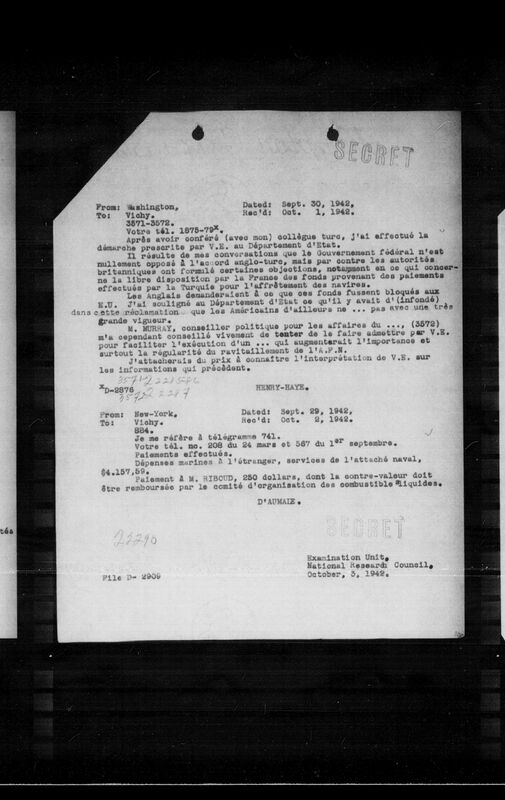 SECRET
From: Washington, Dated: Sept. 30, 1942.
To: Vichy. Rec'd: Oct. 1, 1942.
3571-3572.
Votre tél. 1875-79x.
Après avoir conféré (avec mon) collègue turc, j'ai effectué la
démarche prescrite par V.E. au Département d'Etat.
Il résulte de mes conversations que le Gouvernement fédéral n'est
nullement opposé à l'accord anglo-turc, mais par contre les autorités
britanniques ont formulé certaines objections, notamment en ce qui concer-
ne la libre disposition par la France des fonds provenant des paiements
effectués par la Turquie pour l'affrètement des navires.
Les Anglais demanderaient à ce que ces fonds fussent bloqués aux
E.U. J'ai souligné au Département d'Etat ce qu'il y avait d'(infondé)
dans cette réclamation que les Américains d'ailleurs ne ... pas avec une très
grande vigueur.
M. MURRAY, conseiller politique pour les affaires du ..., (3572)
m'a cependant conseillé vivement de tenter de le faire admettre par V.E.
pour faciliter l'exécution d'un ... qui augmenterait l'importance et
surtout la régularité du ravitaillement de l'A.F.N.
J'attacherais du prix à connaître l'interprétation de V.E. sur
les informations qui précèdent.
xD-2876 HENRY-HAYE.
From: New-York, Dated: Sept. 29, 1942,
To: Vichy. Rec'd: Oct. 2, 1942.
884.
Je me réfère à télégramme 741.
Votre tél. no. 208 du 24 mars et 567 du 1er septembre.
Paiements effectués.
Dépenses marines à l'étranger, services de l'attaché naval,
$4.157,59.
Paiement à M. RIBOUD, 250 dollars, dont la contre-valeur doit
être remboursée par le comité d'organisation des combustible liquides.
D'AUMALE.
SECRET
22290
Examination Unit,
National Research Council,
October, 3, 1942.
File D- 2909
tés